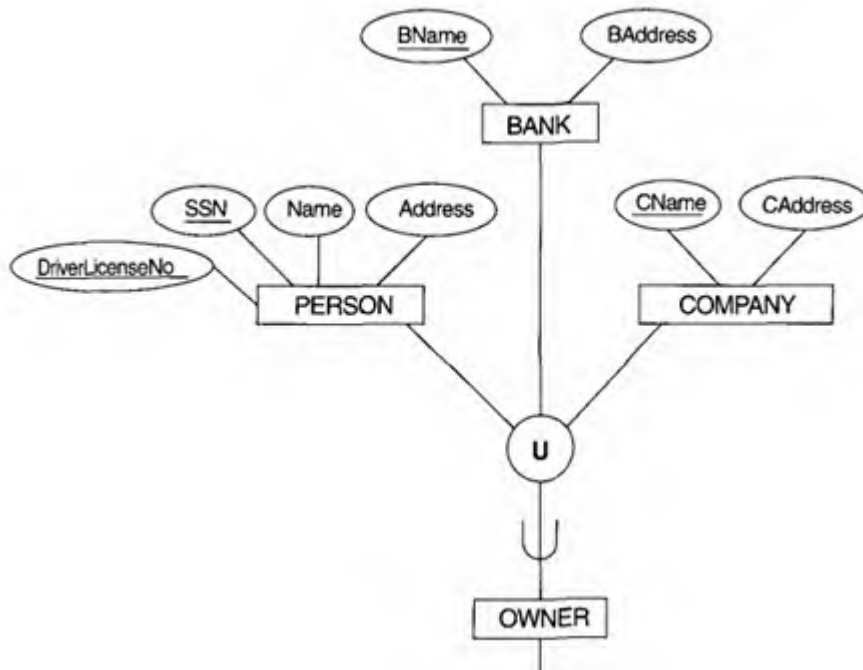 BName
BAddress
BANK
SSN
Name
Address
CName
CAddress
DriverLicenseNo
PERSON
COMPANY
U
OWNER